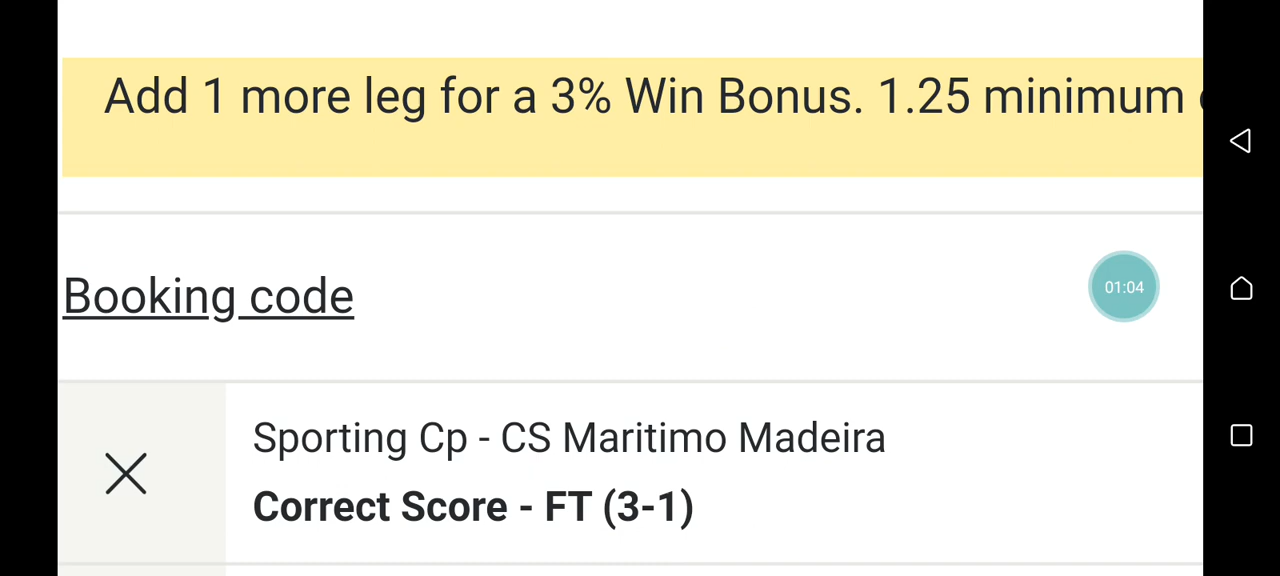 Add 1 more leg for a 3% Win Bonus. 1.25 minimum
Booking code
01:04
Sporting Cp - CS Maritimo Madeira
Correct Score - FT (3-1)